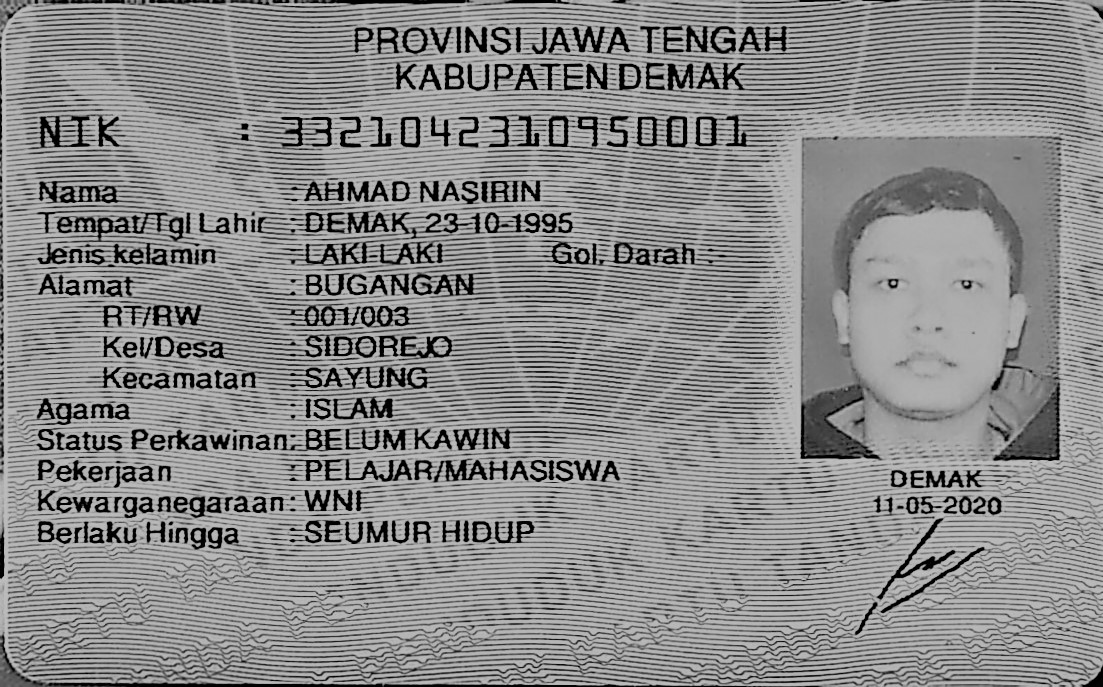 PROVINSI JAWA TENGAH
KABUPATEN DEMAK
NIK : 3321042310950001
Nama : AHMAD NASIRIN
Tempat/Tgl Lahir : DEMAK, 23-10-1995
Jenis kelamin : LAKI-LAKI Gol. Darah : -
Alamat : BUGANGAN
RT/RW : 001/003
Kel/Desa : SIDOREJO
Kecamatan : SAYUNG
Agama : ISLAM
Status Perkawinan: BELUM KAWIN
Pekerjaan : PELAJAR/MAHASISWA
Kewarganegaraan: WNI
Berlaku Hingga : SEUMUR HIDUP
DEMAK
11-05-2020